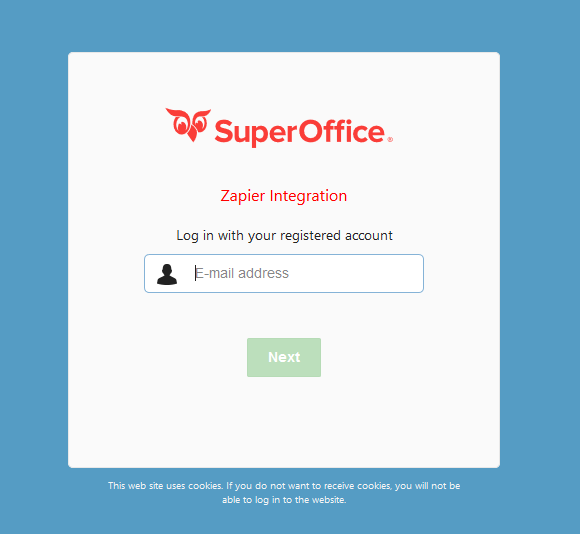 SuperOffice®
Zapier Integration
Log in with your registered account
E-mail address
Next
This web site uses cookies. If you do not want to receive cookies, you will not be
able to log in to the website.